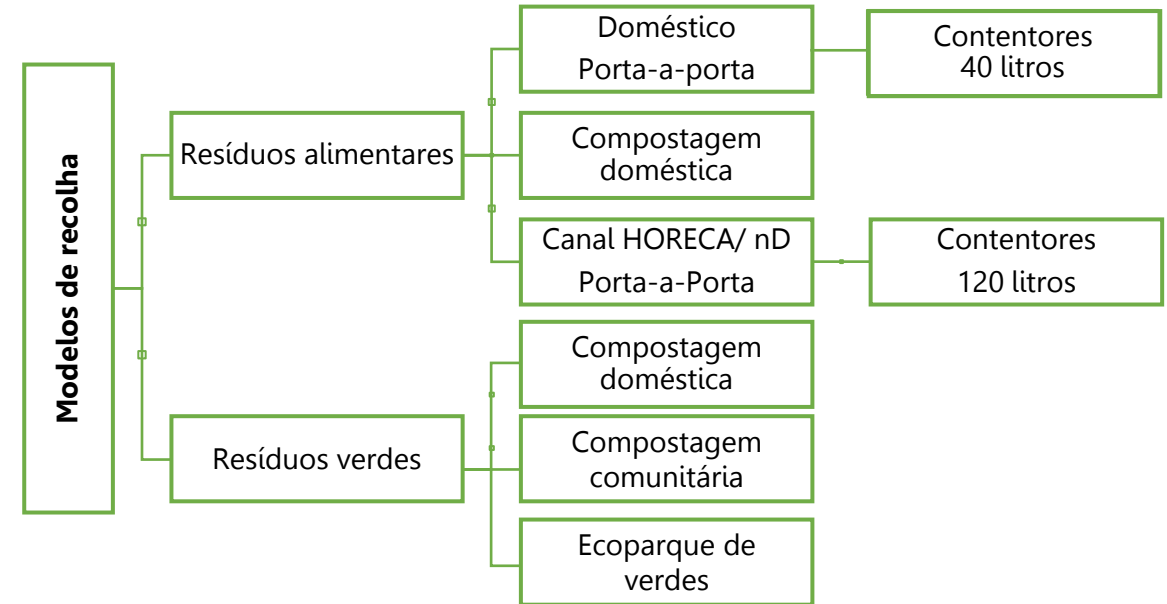 Modelos de recolha
Resíduos alimentares
Doméstico
Porta-a-porta
Contentores
40 litros
Compostagem
doméstica
Canal HORECA/ nD
Porta-a-Porta
Contentores
120 litros
Resíduos verdes
Compostagem
doméstica
Compostagem
comunitária
Ecoparque de
verdes